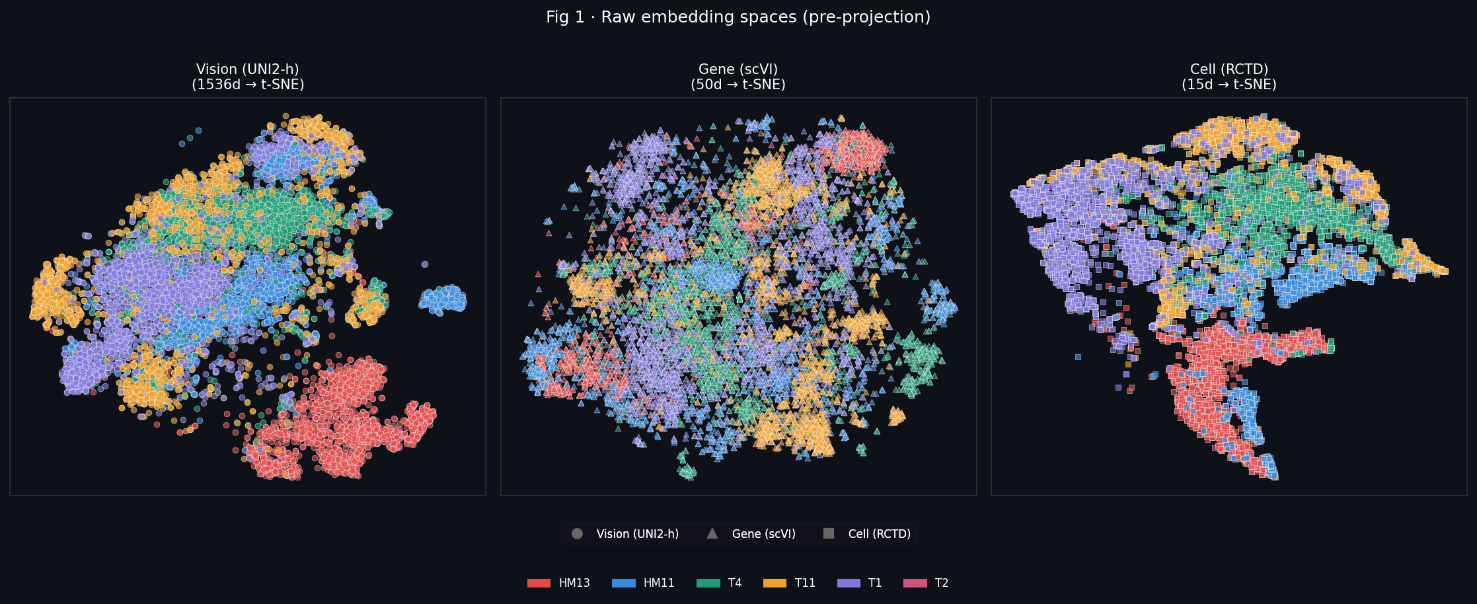 Fig 1 · Raw embedding spaces (pre-projection)
Vision (UNI2-h)
(1536d → t-SNE)
Gene (scVI)
(50d → t-SNE)
Cell (RCTD)
(15d → t-SNE)
Vision (UNI2-h) Gene (scVI) Cell (RCTD)
HM13 HM11 T4 T11 T1 T2